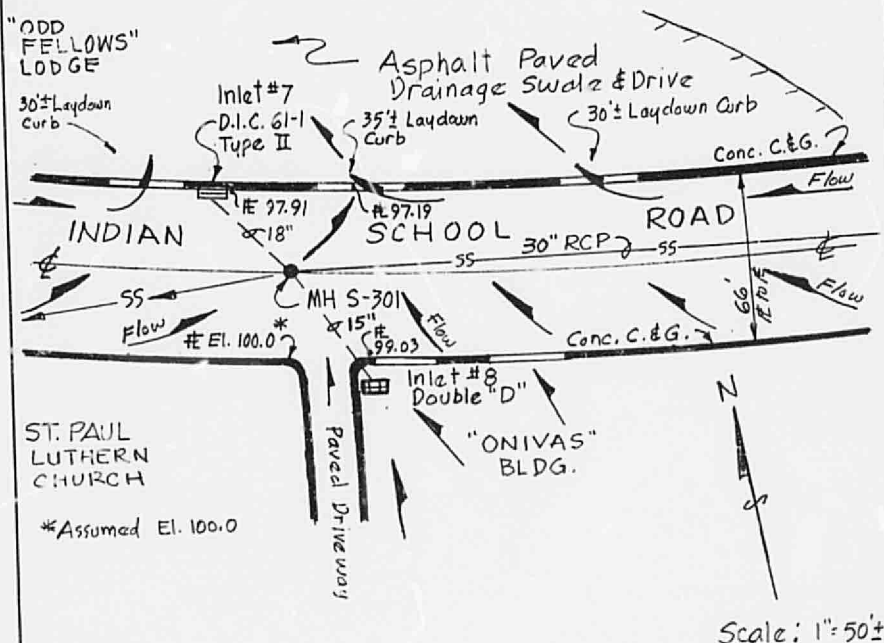 "ODD
FELLOWS"
LODGE
Asphalt Paved
Drainage Swale & Drive
30'± Laydown
Curb
Inlet #7
D.I.C. 61-1
Type II
35'± Laydown
Curb
30'± Laydown
Curb
Conc. C.&G.
Flow
℄ 97.91
℄ 97.19
INDIAN SCHOOL ROAD
18"
30" RCP
SS
SS
℄
℄
SS
MH S-301
66'
Flow
Flow
℄ El. 100.0*
15"
99.03
Flow
Conc. C.&G.
Inlet #8
Double "D"
"ONIVAS"
BLDG.
ST. PAUL
LUTHERN
CHURCH
Paved Driveway
N
S
*Assumed El. 100.0
Scale: 1"=50'±